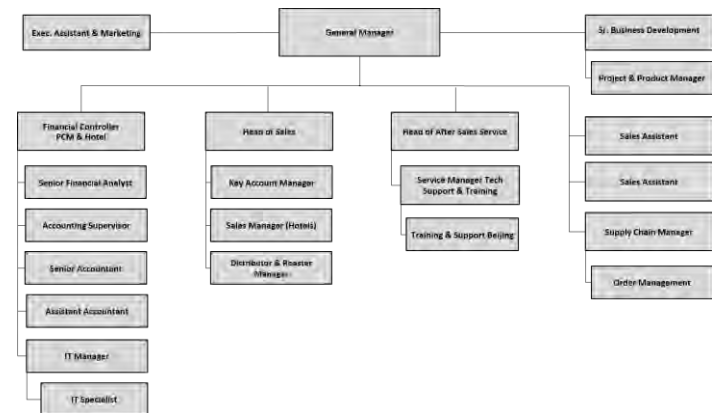 Exec. Assistant & Marketing
General Manager
Sr. Business Development
Project & Product Manager
Financial Controller
PCM & Hotel
Head of Sales
Head of After Sales Service
Sales Assistant
Senior Financial Analyst
Key Account Manager
Service Manager Tech
Support & Training
Sales Assistant
Accounting Supervisor
Sales Manager (Hotels)
Training & Support Beijing
Supply Chain Manager
Senior Accountant
Distributor & Roaster
Manager
Order Management
Assistant Accountant
IT Manager
IT Specialist